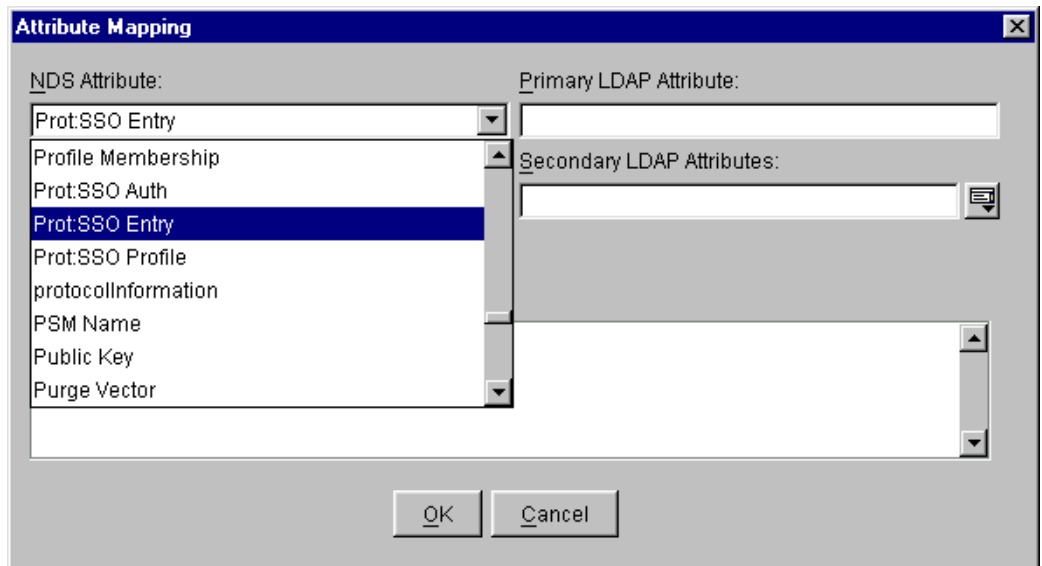 Attribute Mapping
NDS Attribute:
Primary LDAP Attribute:
Prot:SSO Entry
Secondary LDAP Attributes:
Profile Membership
Prot:SSO Auth
Prot:SSO Entry
Prot:SSO Profile
protocolInformation
PSM Name
Public Key
Purge Vector
OK
Cancel